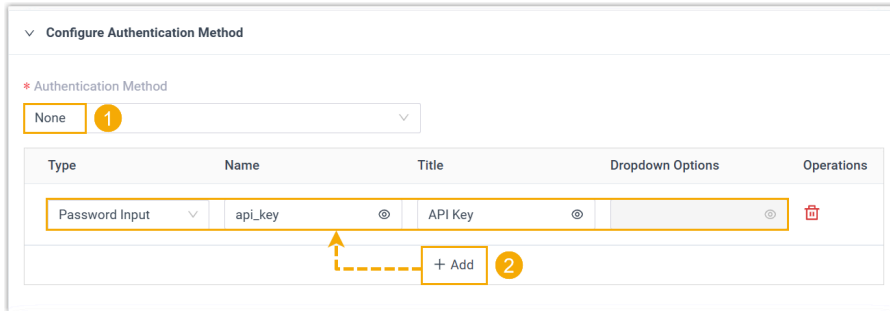 Configure Authentication Method
* Authentication Method
None 1
Type Name Title Dropdown Options Operations
Password Input api_key API Key
+ Add 2